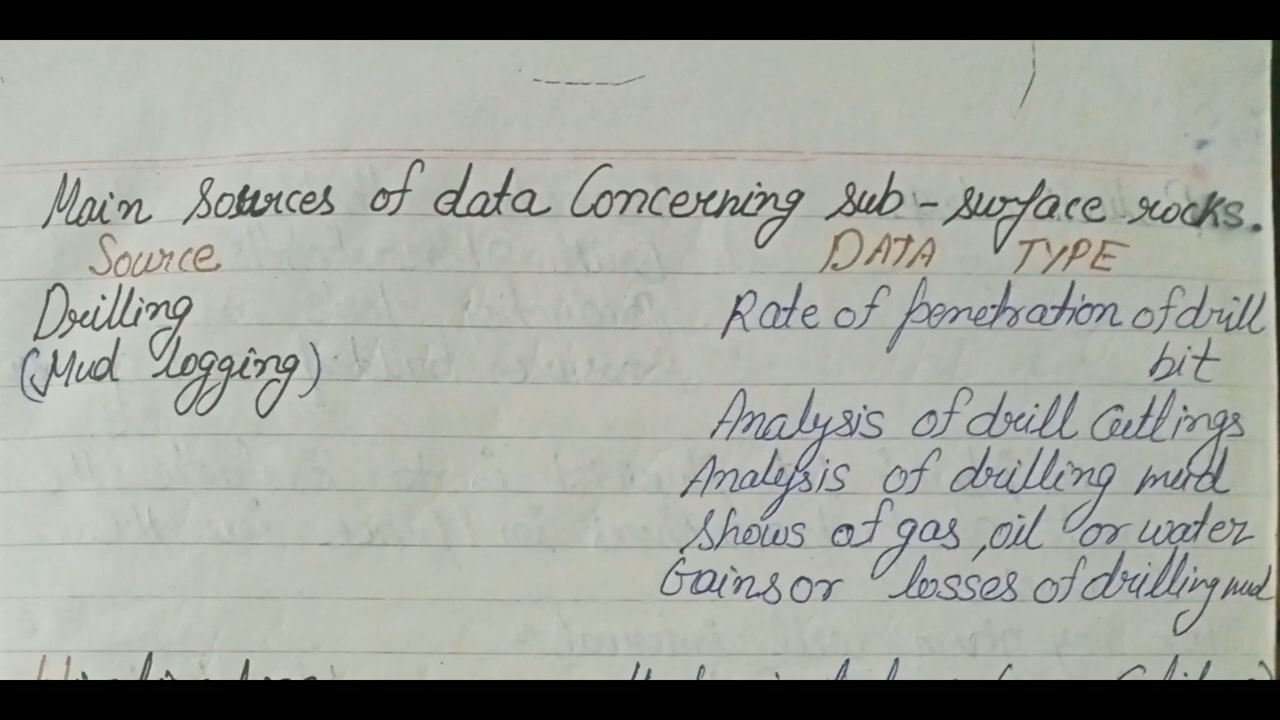 Main sources of data Concerning sub-surface rocks.
Source DATA TYPE
Drilling Rate of penetration of drill
(Mud logging) bit
Analysis of drill Cuttings
Analysis of drilling mud
Shows of gas, oil or water
Gains or losses of drilling mud